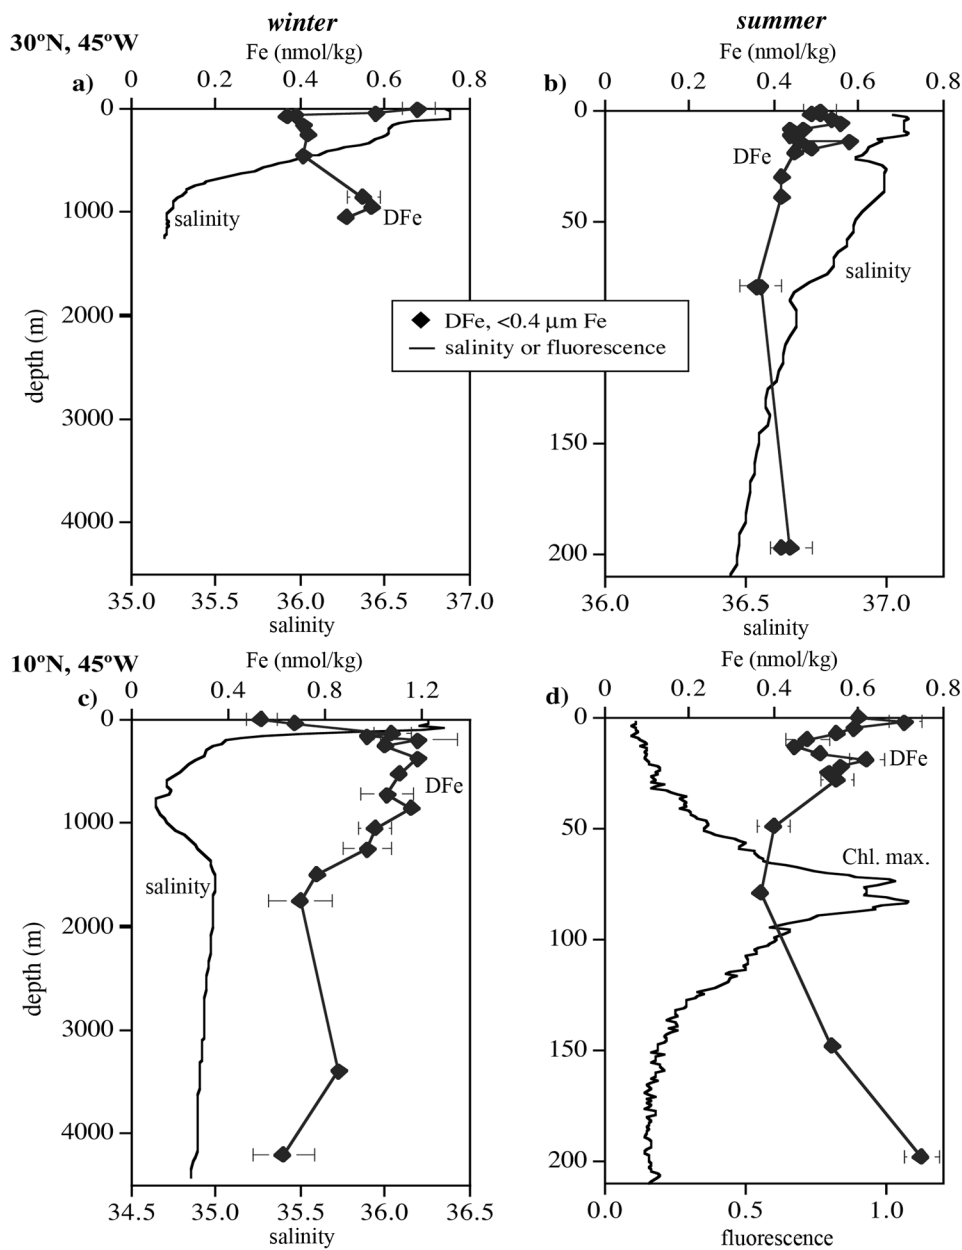 winter
summer
30ºN, 45ºW
Fe (nmol/kg)
Fe (nmol/kg)
a)
0 0.2 0.4 0.6 0.8
b)
0 0.2 0.4 0.6 0.8
0
1000
2000
3000
4000
depth (m)
salinity
DFe
35.0 35.5 36.0 36.5 37.0
salinity
0
50
150
200
DFe
salinity
36.0 36.5 37.0
salinity
DFe, <0.4 µm Fe
salinity or fluorescence
10ºN, 45ºW
Fe (nmol/kg)
Fe (nmol/kg)
c)
0 0.4 0.8 1.2
d)
0 0.2 0.4 0.6 0.8
0
1000
2000
3000
4000
depth (m)
DFe
salinity
34.5 35.0 35.5 36.0 36.5
salinity
0
50
100
150
200
DFe
Chl. max.
0.0 0.5 1.0
fluorescence